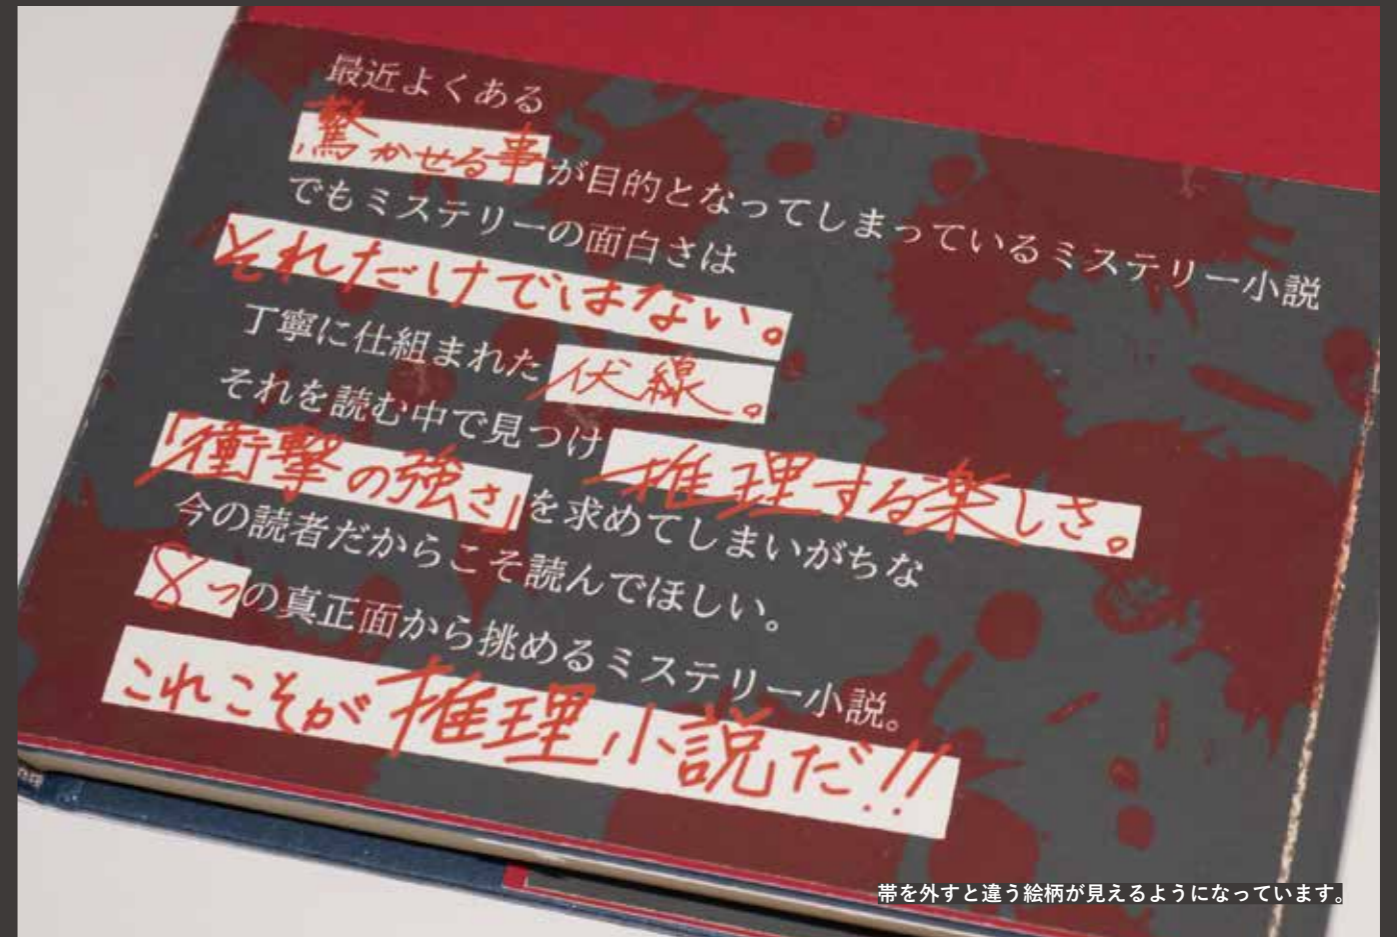 最近よくある
驚かせる事が目的となってしまっているミステリー小説
でもミステリーの面白さは
それだけではない。
丁寧に仕組まれた伏線。
それを読む中で見つけ推理する楽しさ。
「衝撃の強さ」を求めてしまいがちな
今の読者だからこそ読んでほしい。
8つの真正面から挑めるミステリー小説。
これこそが推理小説だ!!
帯を外すと違う絵柄が見えるようになっています。